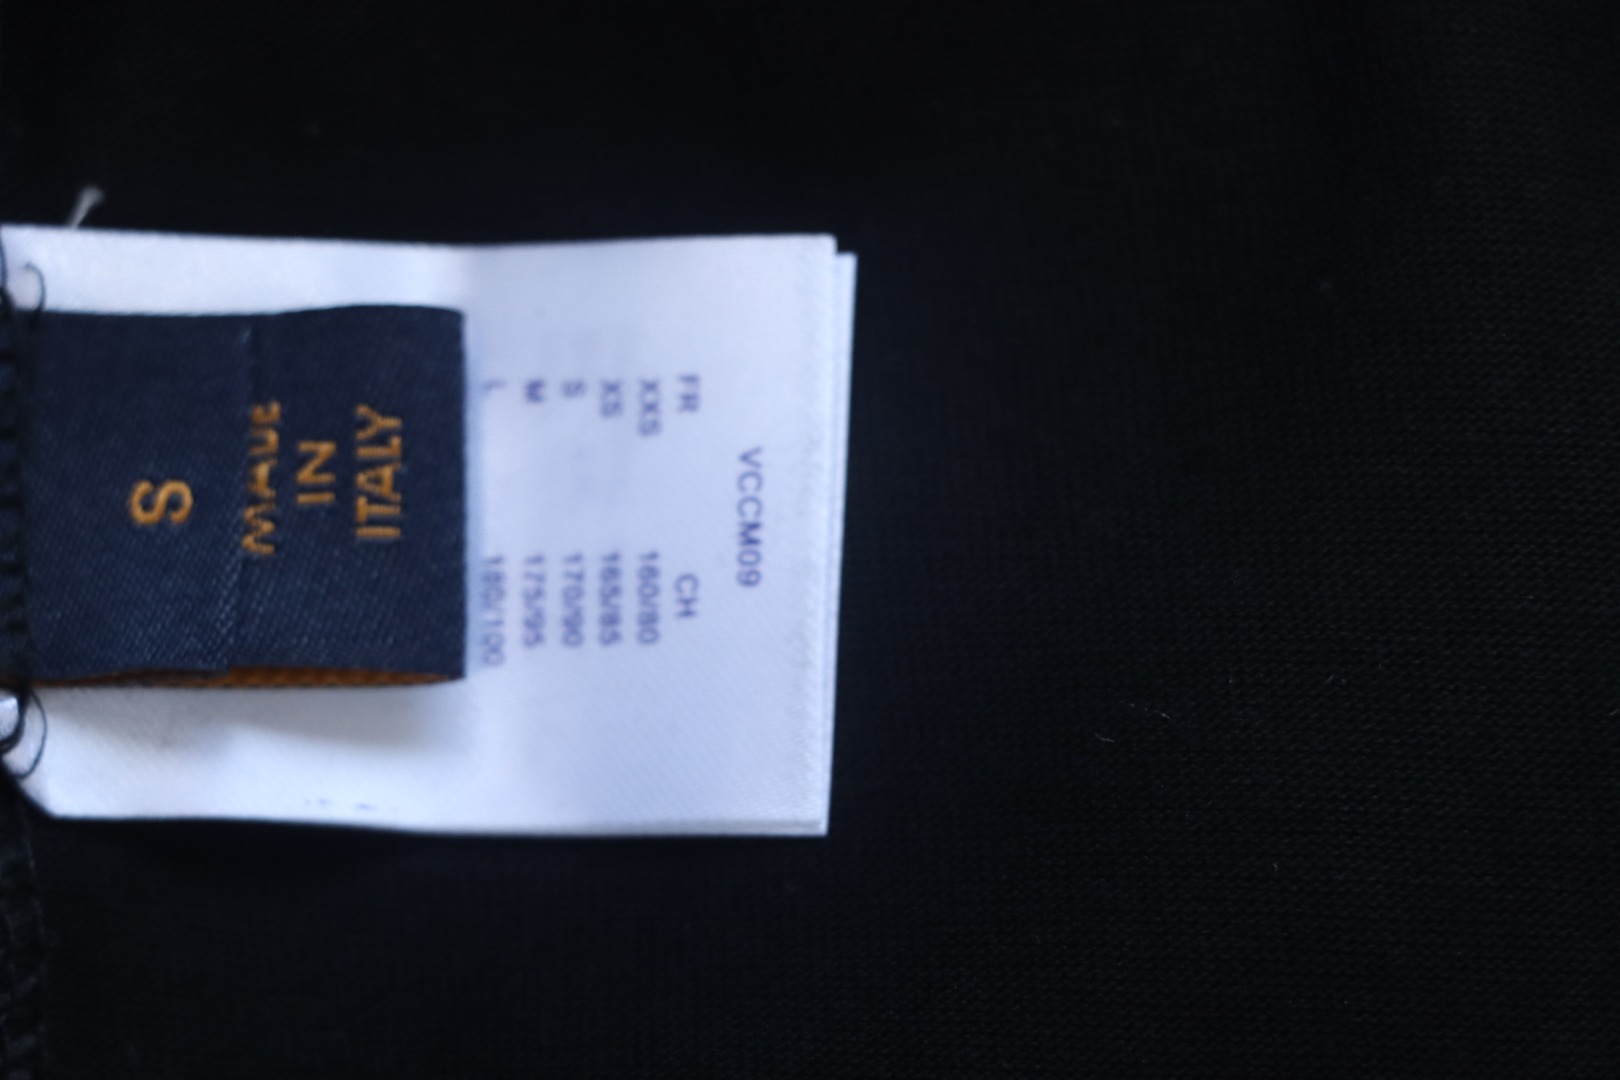 S
MADE
IN
ITALY
VCCM09
FR CH
XXS 160/80
XS 165/85
S 170/90
M 175/95
L 180/100